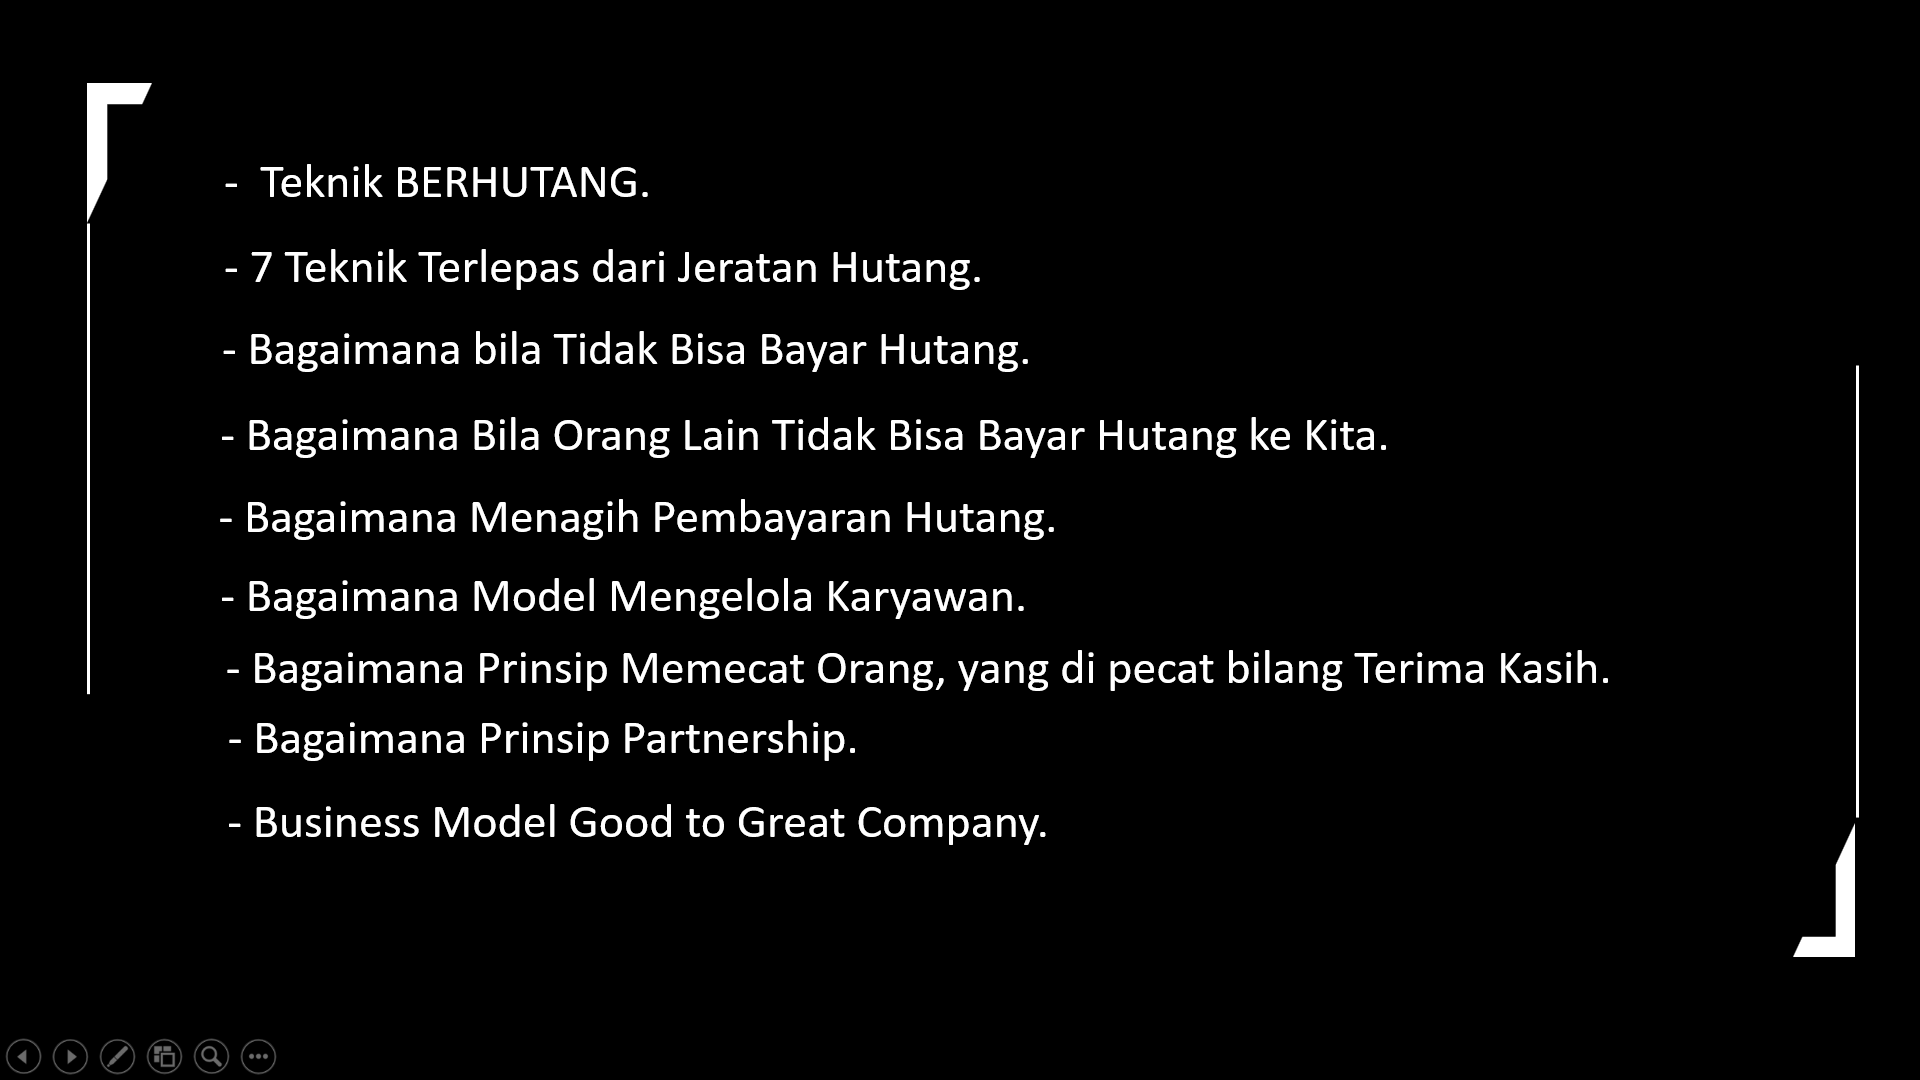 - Teknik BERHUTANG.
- 7 Teknik Terlepas dari Jeratan Hutang.
- Bagaimana bila Tidak Bisa Bayar Hutang.
- Bagaimana Bila Orang Lain Tidak Bisa Bayar Hutang ke Kita.
- Bagaimana Menagih Pembayaran Hutang.
- Bagaimana Model Mengelola Karyawan.
- Bagaimana Prinsip Memecat Orang, yang di pecat bilang Terima Kasih.
- Bagaimana Prinsip Partnership.
- Business Model Good to Great Company.